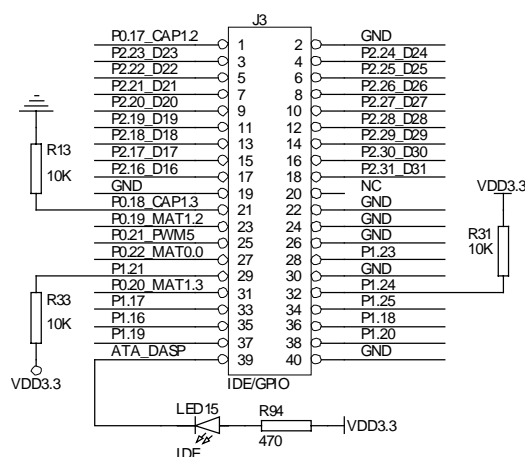 J3
P0.17_CAP1.2 1 2 GND
P2.23_D23 3 4 P2.24_D24
P2.22_D22 5 6 P2.25_D25
P2.21_D21 7 8 P2.26_D26
P2.20_D20 9 10 P2.27_D27
P2.19_D19 11 12 P2.28_D28
P2.18_D18 13 14 P2.29_D29
P2.17_D17 15 16 P2.30_D30
P2.16_D16 17 18 P2.31_D31
GND 19 20 NC
P0.18_CAP1.3 21 22 GND
P0.19_MAT1.2 23 24 GND
P0.21_PWM5 25 26 GND
P0.22_MAT0.0 27 28 P1.23
P1.21 29 30 GND
P0.20_MAT1.3 31 32 P1.24
P1.17 33 34 P1.25
P1.16 35 36 P1.18
P1.19 37 38 P1.20
ATA_DASP 39 40 GND
IDE/GPIO
R13
10K
VDD3.3
R31
10K
R33
10K
VDD3.3
LED15
IDE
R94
470
VDD3.3